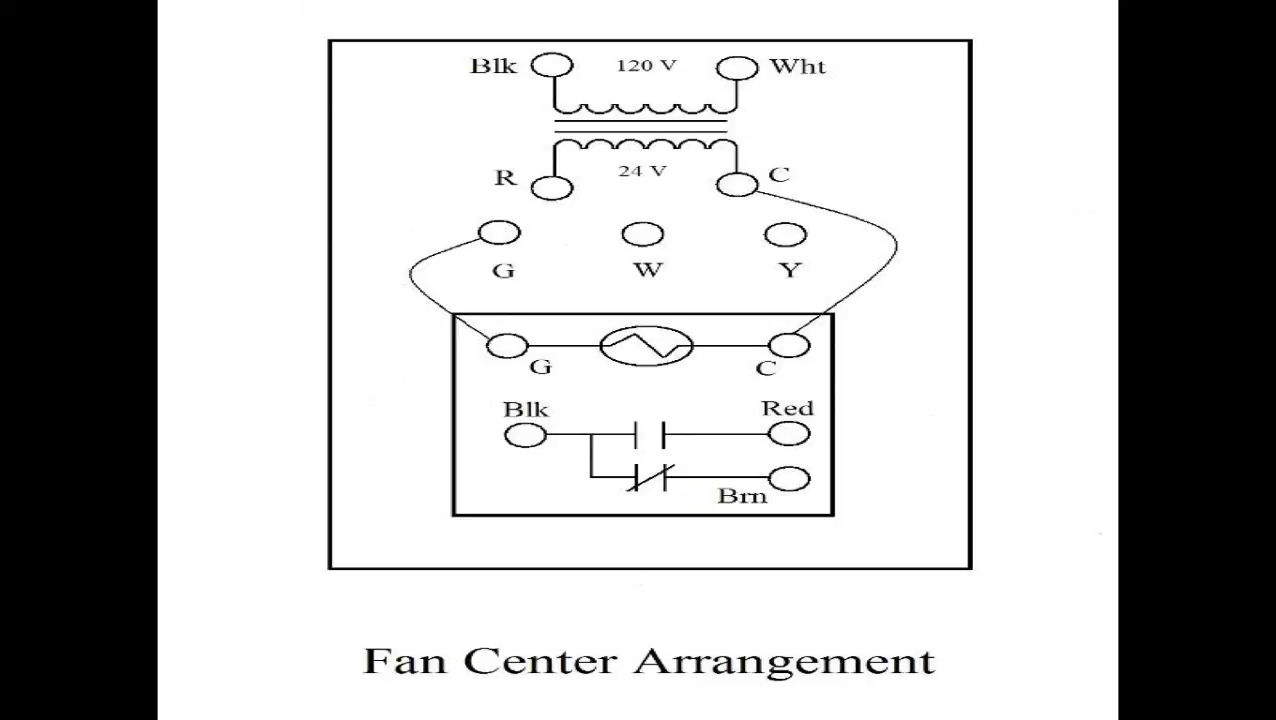 Blk 120 V Wht
R 24 V C
G W Y
G C
Blk Red
Brn
Fan Center Arrangement